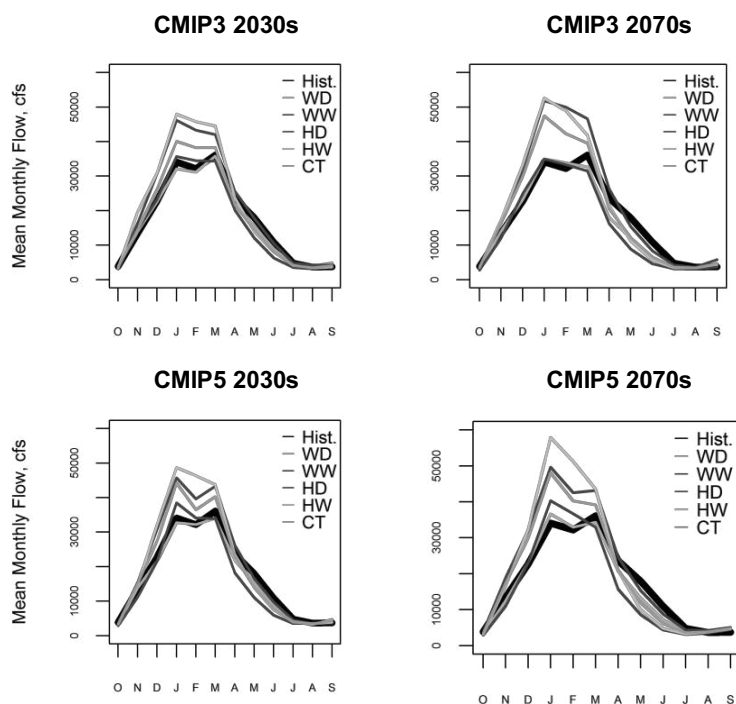 CMIP3 2030s
Mean Monthly Flow, cfs
50000
30000
10000
0
Hist.
WD
WW
HD
HW
CT
O N D J F M A M J J A S
CMIP3 2070s
50000
30000
10000
0
Hist.
WD
WW
HD
HW
CT
O N D J F M A M J J A S
CMIP5 2030s
Mean Monthly Flow, cfs
50000
30000
10000
0
Hist.
WD
WW
HD
HW
CT
O N D J F M A M J J A S
CMIP5 2070s
50000
30000
10000
0
Hist.
WD
WW
HD
HW
CT
O N D J F M A M J J A S